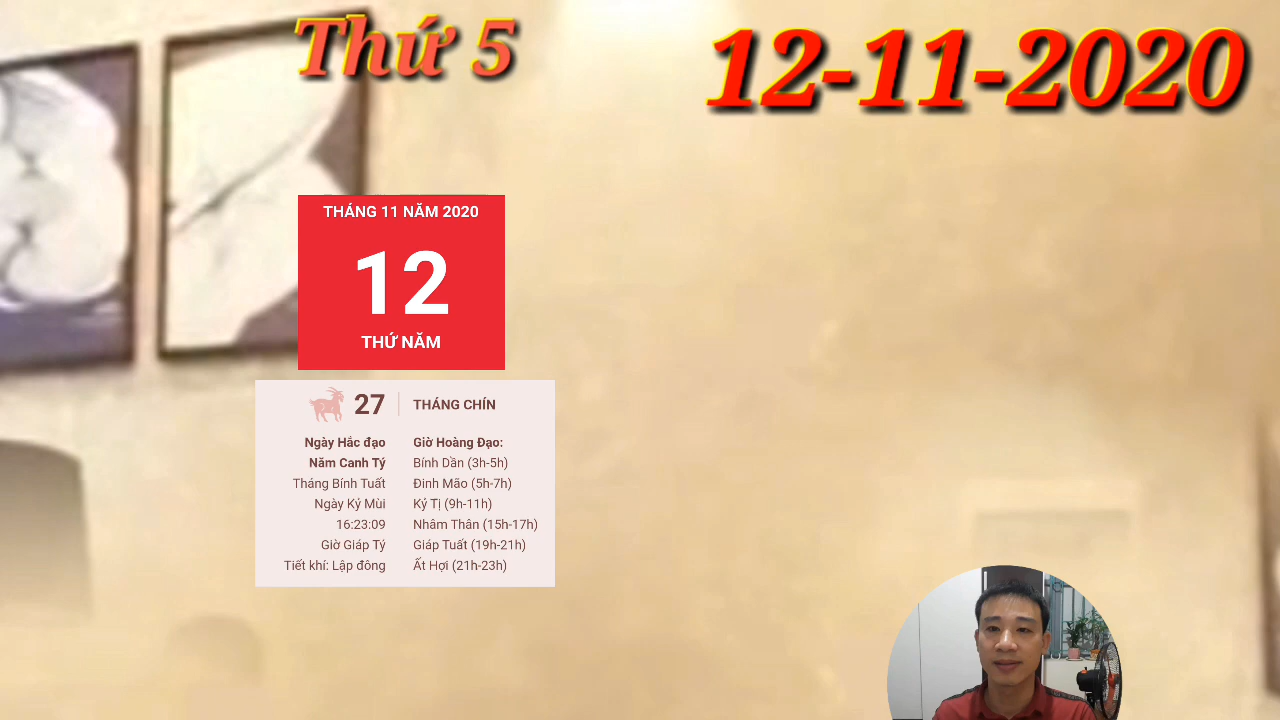 Thứ 5
12-11-2020
THÁNG 11 NĂM 2020
12
THỨ NĂM
27
THÁNG CHÍN
Ngày Hắc đạo
Năm Canh Tý
Tháng Bính Tuất
Ngày Kỷ Mùi
16:23:09
Giờ Giáp Tý
Tiết khí: Lập đông
Giờ Hoàng Đạo:
Bính Dần (3h-5h)
Đinh Mão (5h-7h)
Kỷ Tị (9h-11h)
Nhâm Thân (15h-17h)
Giáp Tuất (19h-21h)
Ất Hợi (21h-23h)